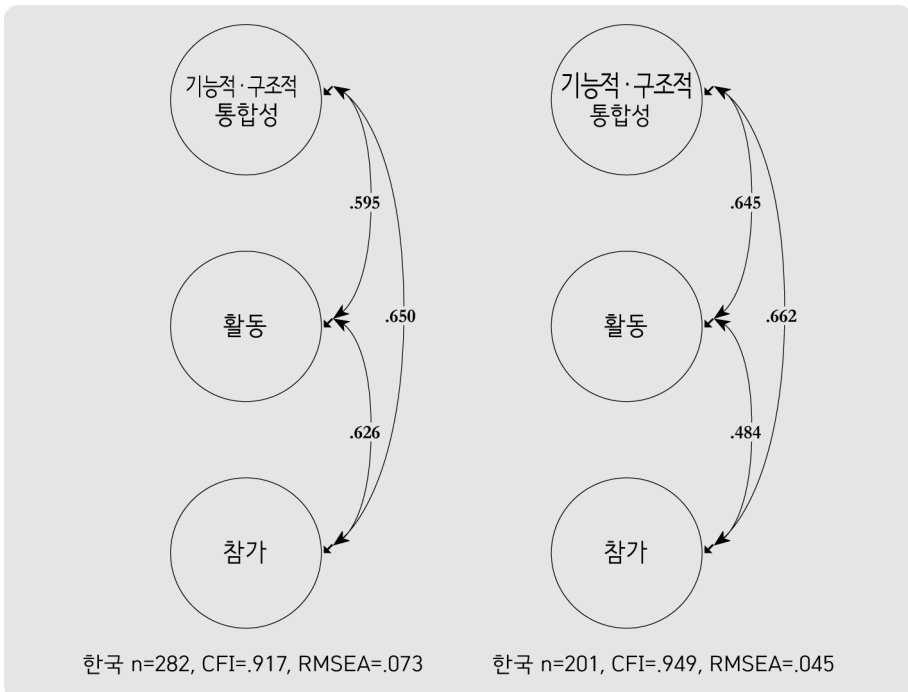 기능적·구조적
통합성
.595
활동
.650
.626
참가
한국 n=282, CFI=.917, RMSEA=.073
기능적·구조적
통합성
.645
활동
.662
.484
참가
한국 n=201, CFI=.949, RMSEA=.045